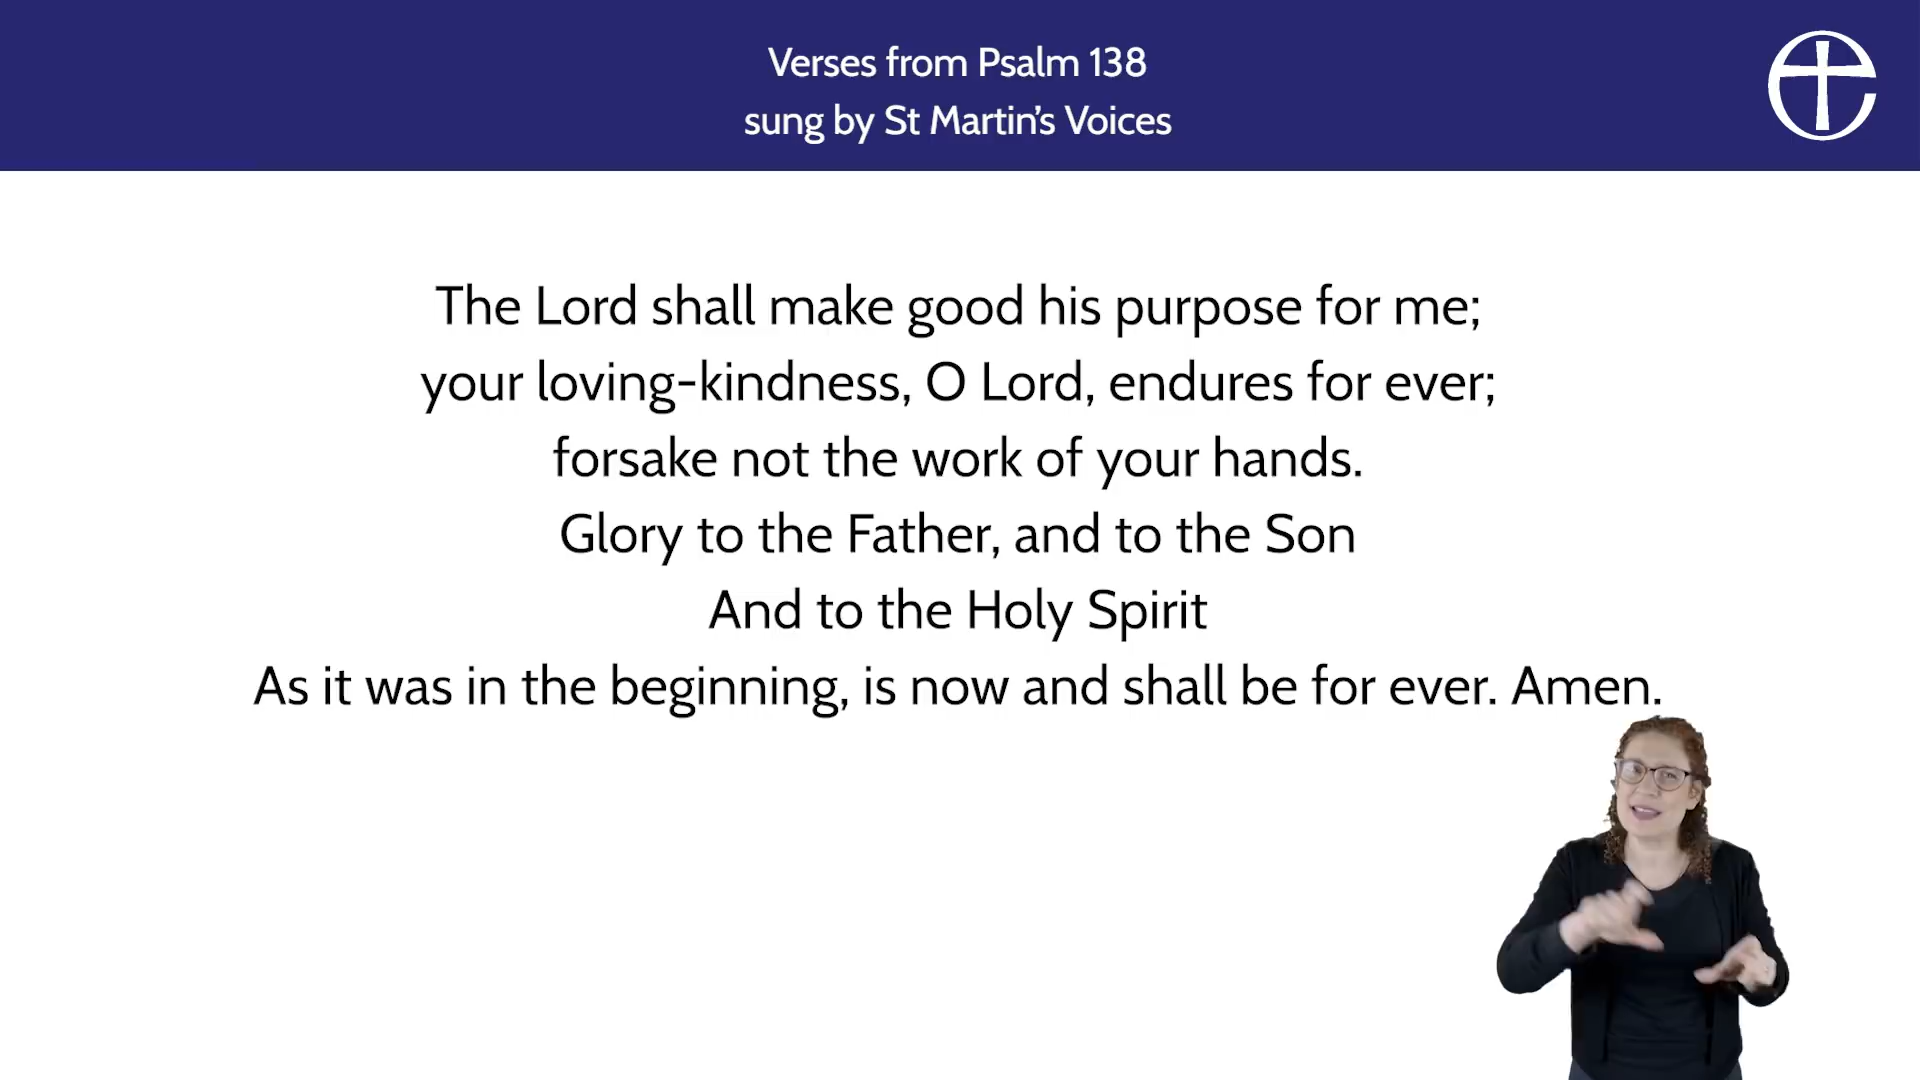 Verses from Psalm 138
sung by St Martin's Voices
The Lord shall make good his purpose for me;
your loving-kindness, O Lord, endures for ever;
forsake not the work of your hands.
Glory to the Father, and to the Son
And to the Holy Spirit
As it was in the beginning, is now and shall be for ever. Amen.